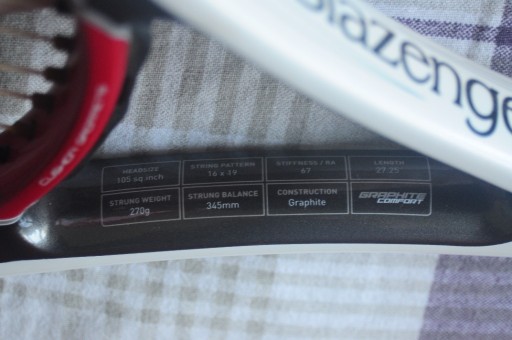 Slazenger
HEADSIZE
105 sq inch
STRING PATTERN
16 x 19
STIFFNESS / RA
67
LENGTH
27.25
STRUNG WEIGHT
270g
STRUNG BALANCE
345mm
CONSTRUCTION
Graphite
GRAPHITE
COMFORT